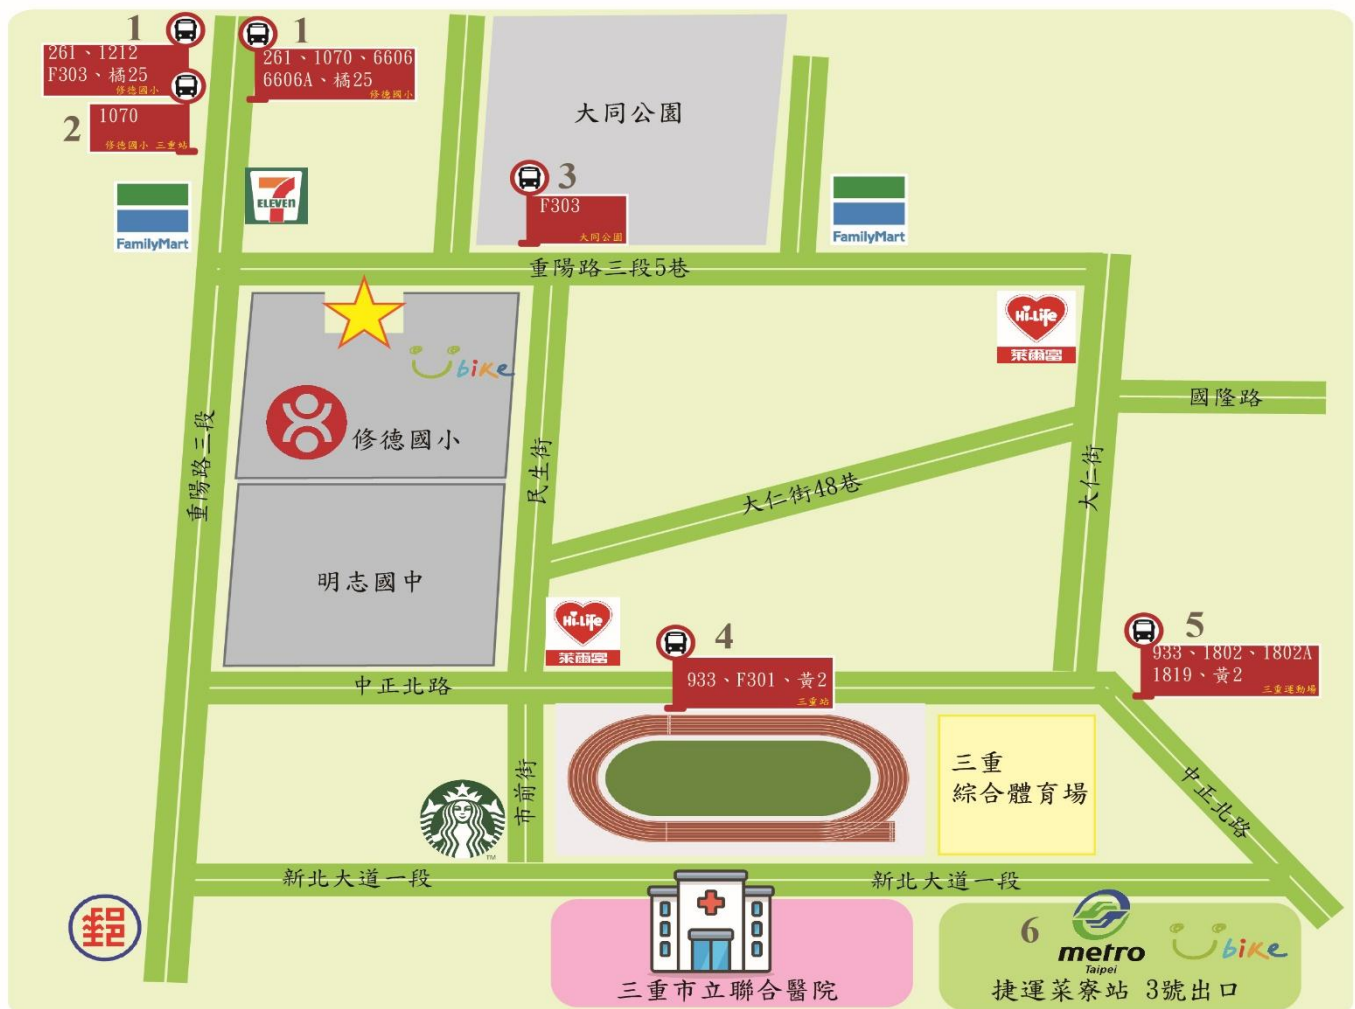 1
261、1212
F303、橘25
修德國小
1
261、1070、6606
6606A、橘25
修德國小
2
1070
修德國小 三重站
大同公園
3
F303
大同公園
7
ELEVEN
FamilyMart
FamilyMart
重陽路三段5巷
Hi-Life
萊爾富
bike
修德國小
國隆路
重陽路三段
民生街
大仁街48巷
大仁街
明志國中
Hi-Life
萊爾富
4
933、F301、黃2
三重站
5
933、1802、1802A
1819、黃2
三重運動場
中正北路
市前街
三重
綜合體育場
中正北路
TM
新北大道一段
新北大道一段
郵
三重市立聯合醫院
6
metro
Taipei
bike
捷運菜寮站 3號出口